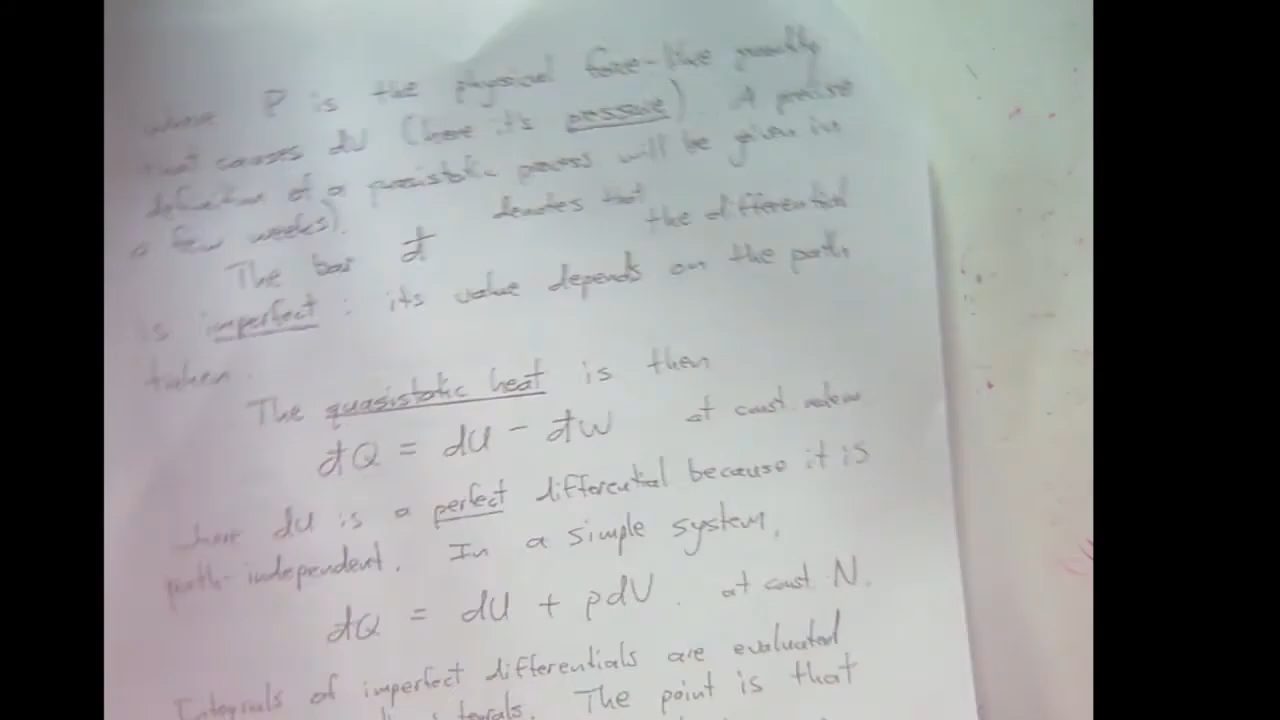 where P is the physical force-like quantity
that causes dV (here it's pressure). A precise
definition of a quasistatic process will be given in
a few weeks).
The bar đ denotes that the differential
is imperfect : its value depends on the path
taken.
The quasistatic heat is then
đQ = dU - đW at const
where dU is a perfect differential because it is
path-independent. In a simple system,
đQ = dU + pdV. at const N.
Integrals of imperfect differentials are evaluated
The point is that